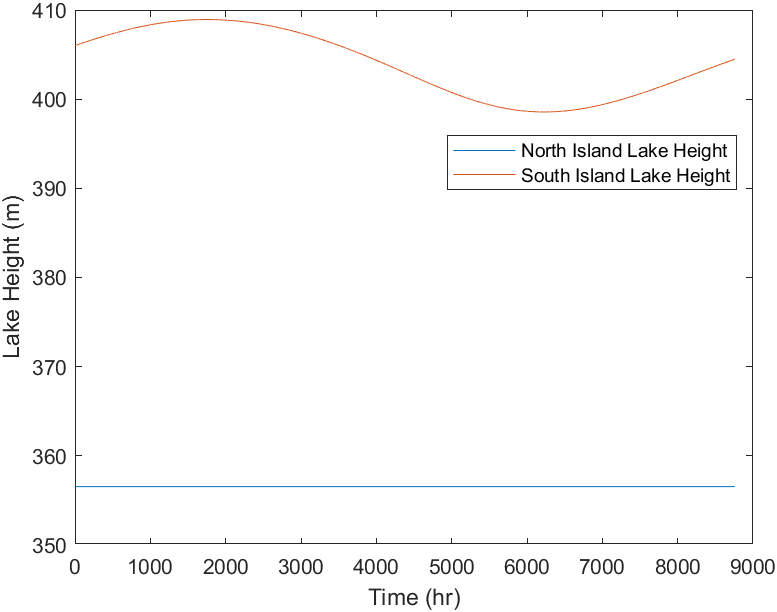 410
400
390
380
370
360
350
Lake Height (m)
North Island Lake Height
South Island Lake Height
0 1000 2000 3000 4000 5000 6000 7000 8000 9000
Time (hr)